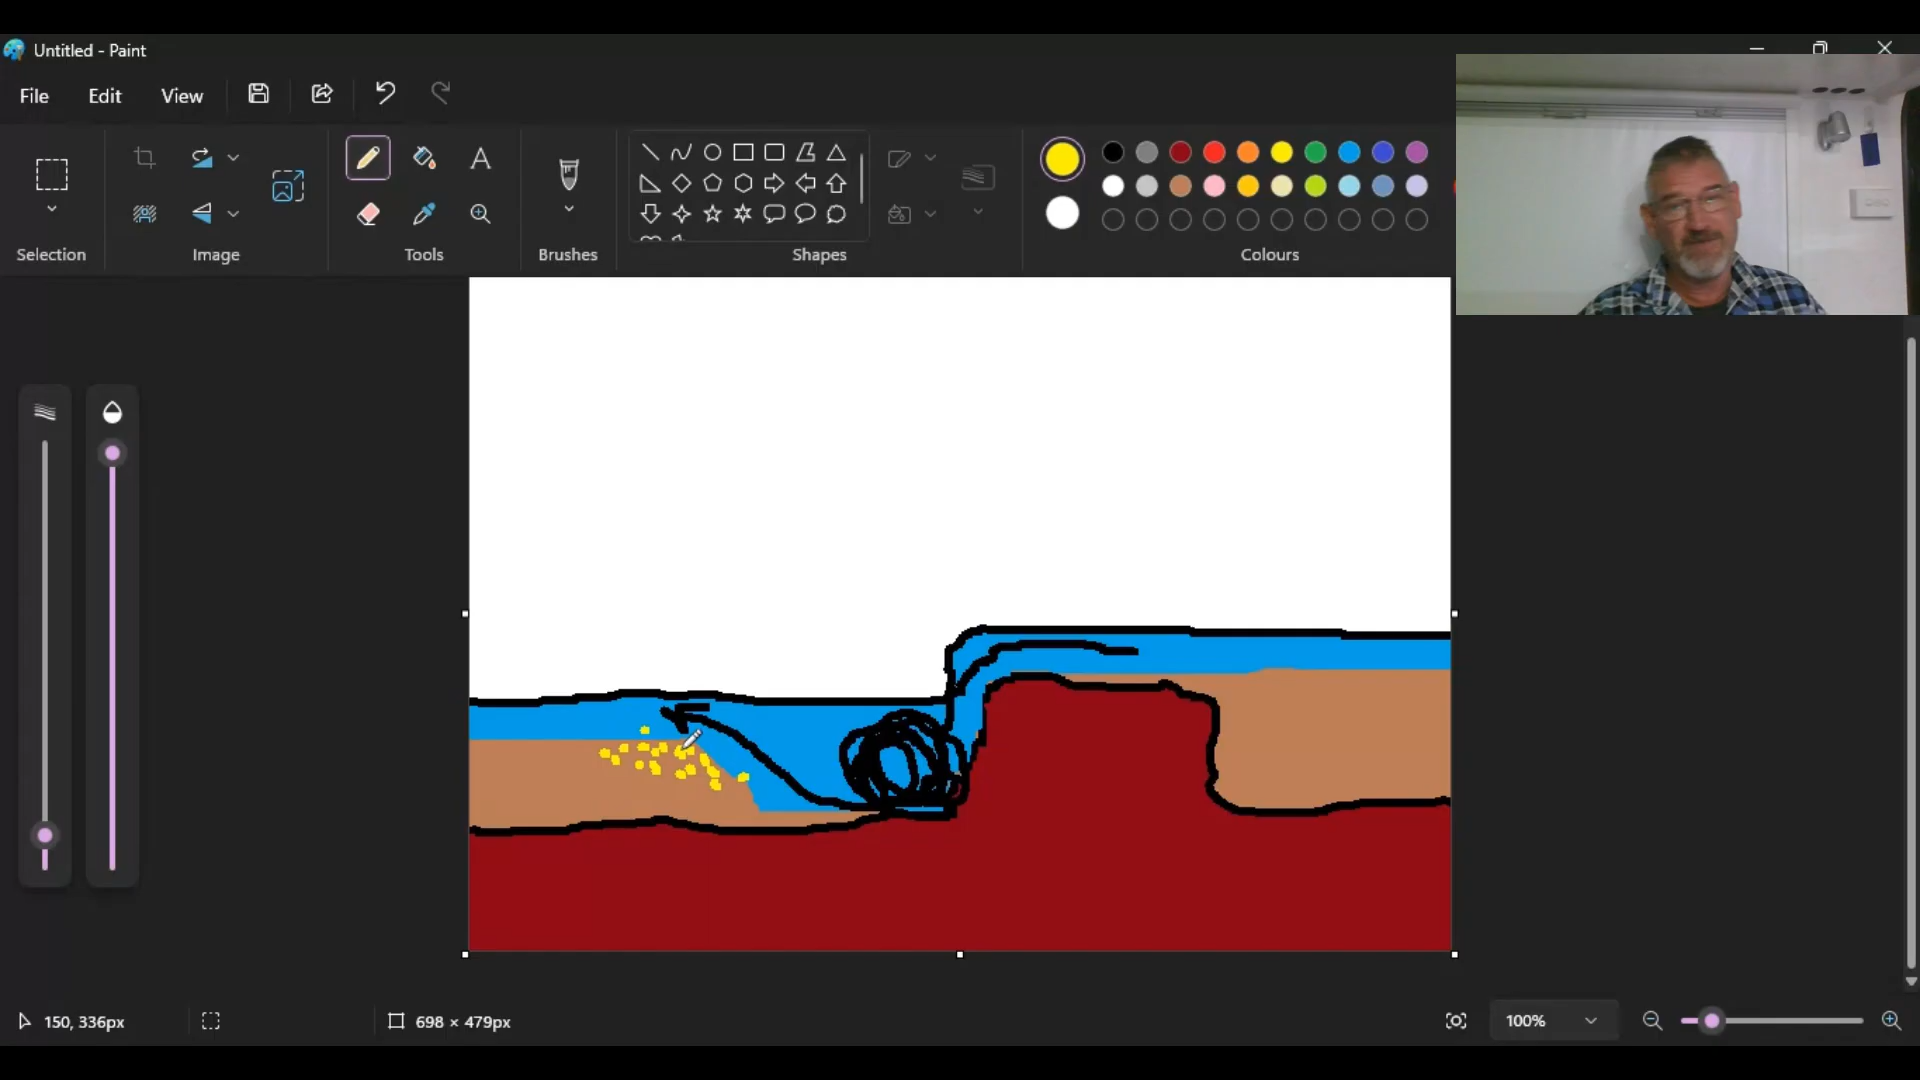 Untitled - Paint
File Edit View
Selection Image Tools Brushes Shapes Colours
150, 336px 698 × 479px 100%